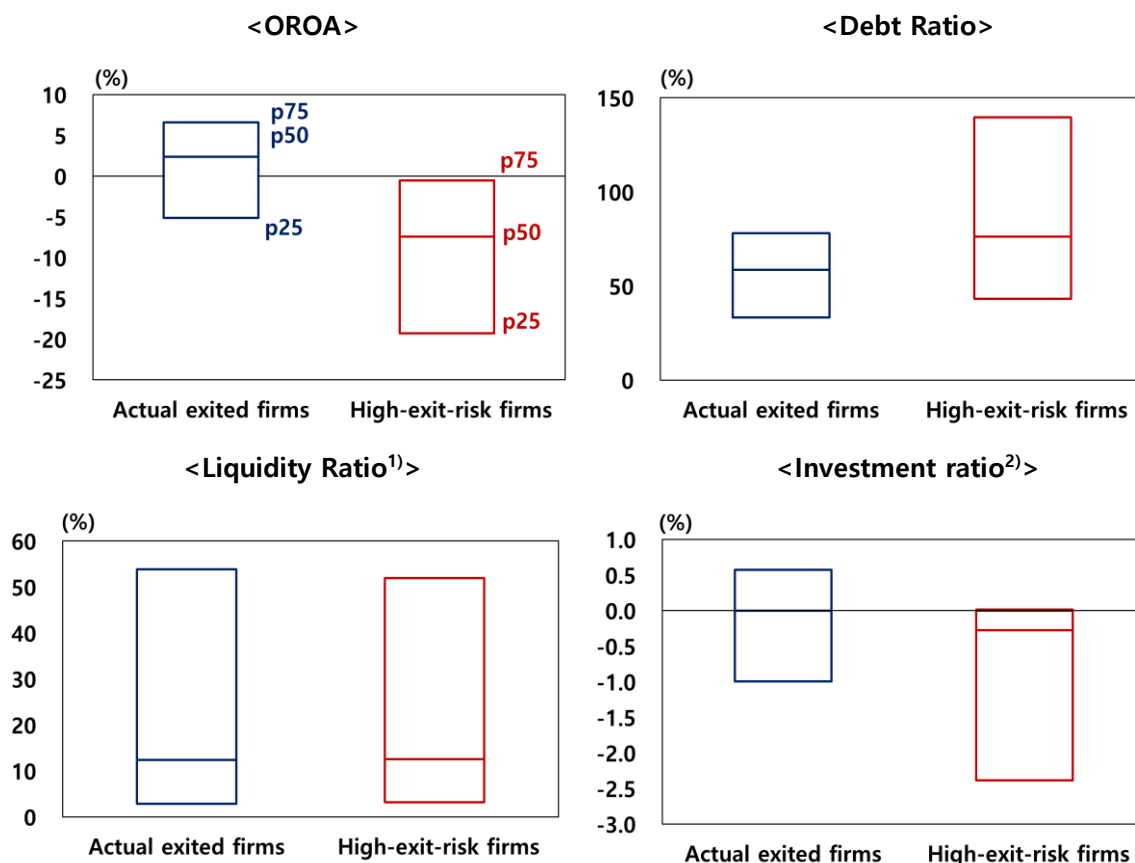 <OROA>
(%)
10
5
0
-5
-10
-15
-20
-25
p75
p50
p25
p75
p50
p25
Actual exited firms
High-exit-risk firms
<Debt Ratio>
(%)
150
100
50
0
Actual exited firms
High-exit-risk firms
<Liquidity Ratio1)>
(%)
60
50
40
30
20
10
0
Actual exited firms
High-exit-risk firms
<Investment ratio2)>
(%)
1.0
0.5
0.0
-0.5
-1.0
-1.5
-2.0
-2.5
-3.0
Actual exited firms
High-exit-risk firms